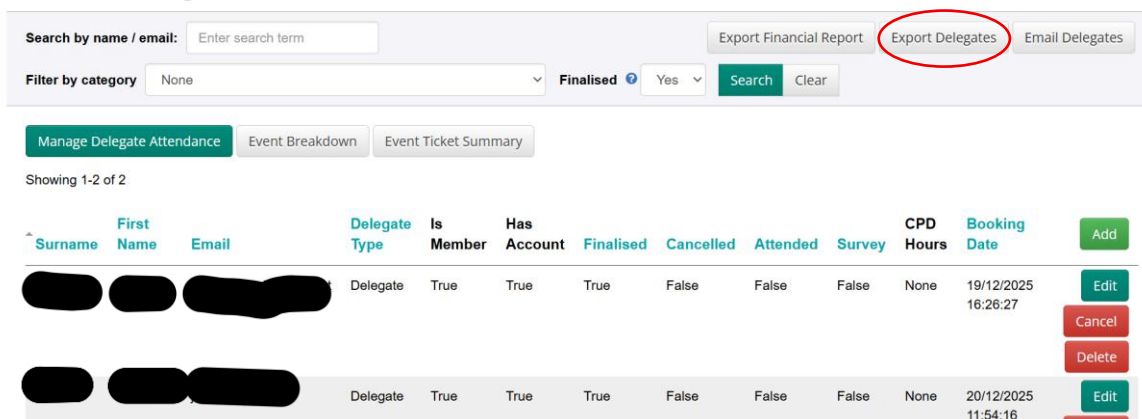 Search by name / email: Enter search term Export Financial Report Export Delegates Email Delegates
Filter by category None Finalised Yes Search Clear
Manage Delegate Attendance Event Breakdown Event Ticket Summary
Showing 1-2 of 2
Surname First Name Email Delegate Type Is Member Has Account Finalised Cancelled Attended Survey CPD Hours Booking Date Add
Delegate True True True False False False None 19/12/2025 Edit
16:26:27
Cancel
Delete
Delegate True True True False False False None 20/12/2025 Edit
11:54:16